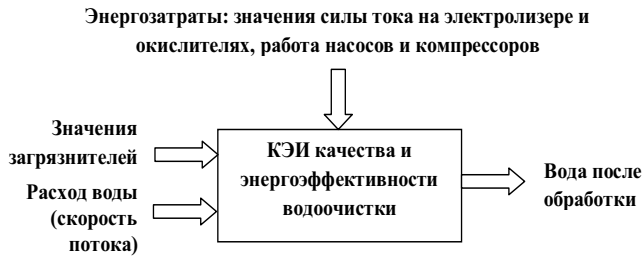 Энергозатраты: значения силы тока на электролизере и
окислителях, работа насосов и компрессоров
Значения
загрязнителей
Расход воды
(скорость
потока)
КЭИ качества и
энергоэффективности
водоочистки
Вода после
обработки